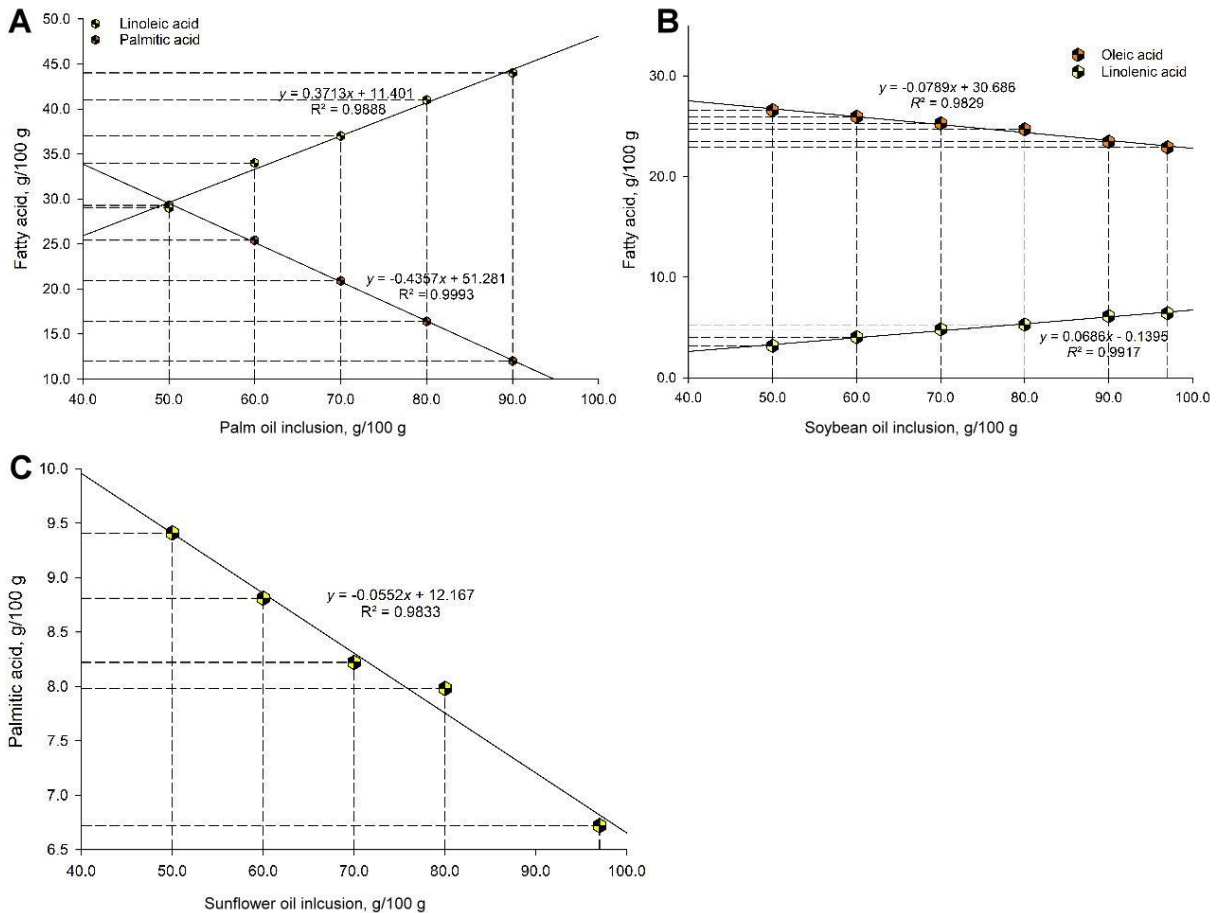 A
Linoleic acid
Palmitic acid
50.0
45.0
40.0
35.0
30.0
25.0
20.0
15.0
10.0
Fatty acid, g/100 g
y = 0.3713x + 11.401
R² = 0.9888
y = -0.4357x + 51.281
R² = 0.9993
40.0 50.0 60.0 70.0 80.0 90.0 100.0
Palm oil inclusion, g/100 g
B
Oleic acid
Linolenic acid
30.0
20.0
10.0
0.0
Fatty acid, g/100 g
y = -0.0789x + 30.686
R² = 0.9829
y = 0.0686x - 0.1395
R² = 0.9917
40.0 50.0 60.0 70.0 80.0 90.0 100.0
Soybean oil inclusion, g/100 g
C
10.0
9.5
9.0
8.5
8.0
7.5
7.0
6.5
Palmitic acid, g/100 g
y = -0.0552x + 12.167
R² = 0.9833
40.0 50.0 60.0 70.0 80.0 90.0 100.0
Sunflower oil inlcusion, g/100 g